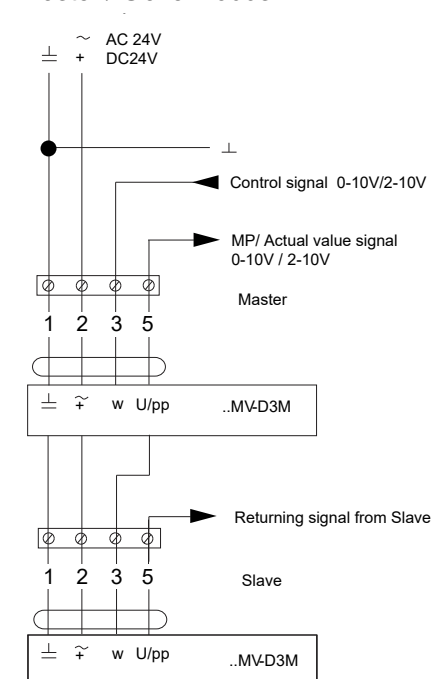 ~ AC 24V
⊥ + DC24V
⊥
Control signal 0-10V/2-10V
MP/ Actual value signal
0-10V / 2-10V
Master
1 2 3 5
⊥ ~ + w U/pp ..MV-D3M
Returning signal from Slave
1 2 3 5
Slave
⊥ ~ + w U/pp ..MV-D3M